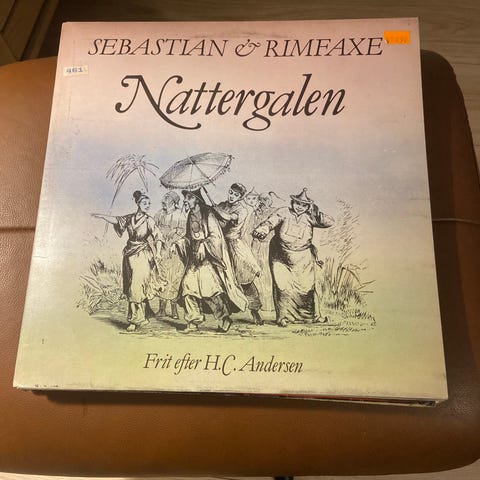 SEBASTIAN & RIMFAXE
461
Nattergalen
Frit efter H.C. Andersen